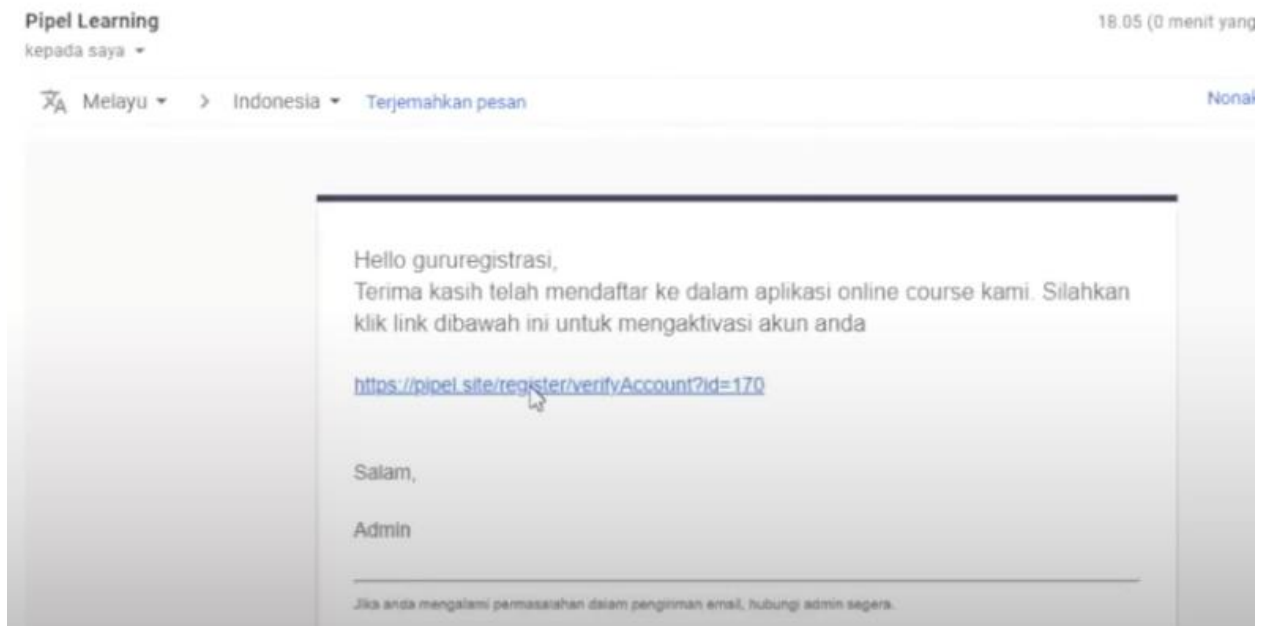 Pipel Learning
18.05 (0 menit yang
kepada saya
Melayu > Indonesia Terjemahkan pesan
Nonak
Hello gururegistrasi,
Terima kasih telah mendaftar ke dalam aplikasi online course kami. Silahkan
klik link dibawah ini untuk mengaktivasi akun anda
https://pipel.site/register/verifyAccount?id=170
Salam,
Admin
Jika anda mengalami permasalahan dalam pengiriman email, hubungi admin segera.